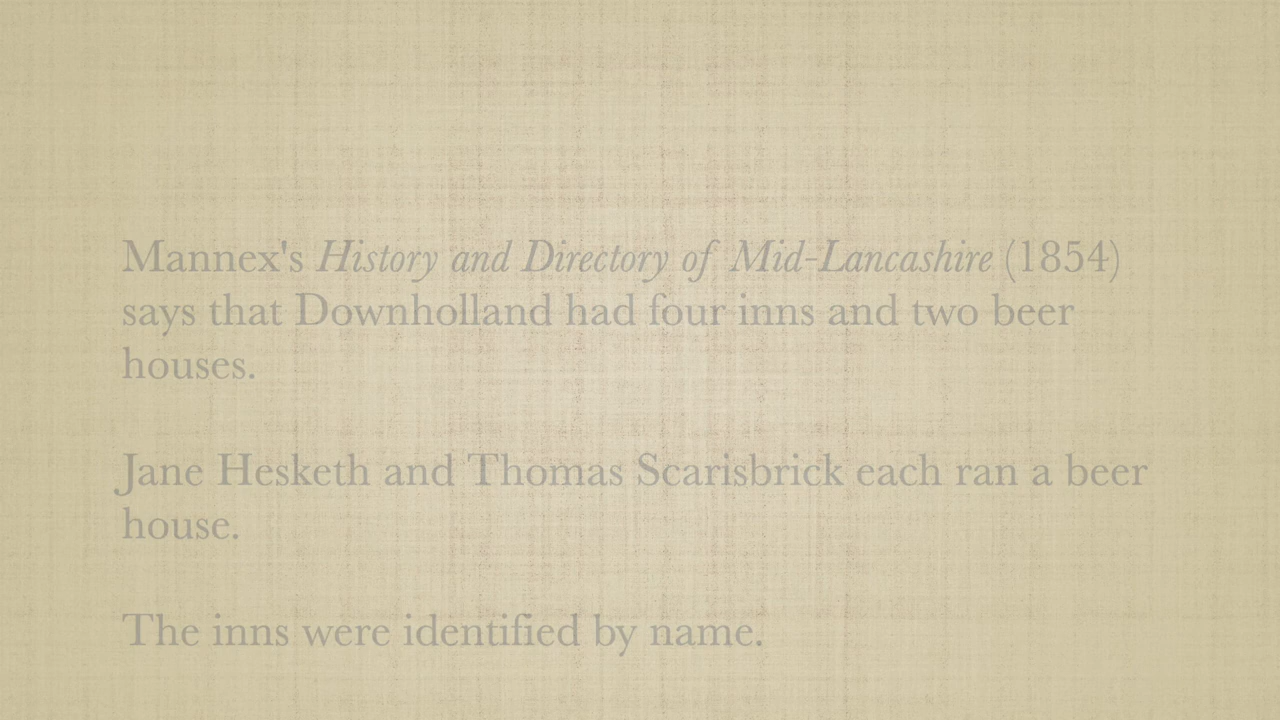 Mannex's History and Directory of Mid-Lancashire (1854)
says that Downholland had four inns and two beer
houses.
Jane Hesketh and Thomas Scarisbrick each ran a beer
house.
The inns were identified by name.